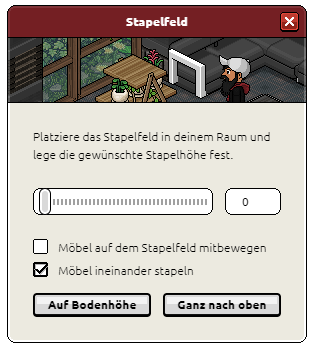 Stapelfeld
Platziere das Stapelfeld in deinem Raum und
lege die gewünschte Stapelhöhe fest.
0
Möbel auf dem Stapelfeld mitbewegen
Möbel ineinander stapeln
Auf Bodenhöhe
Ganz nach oben